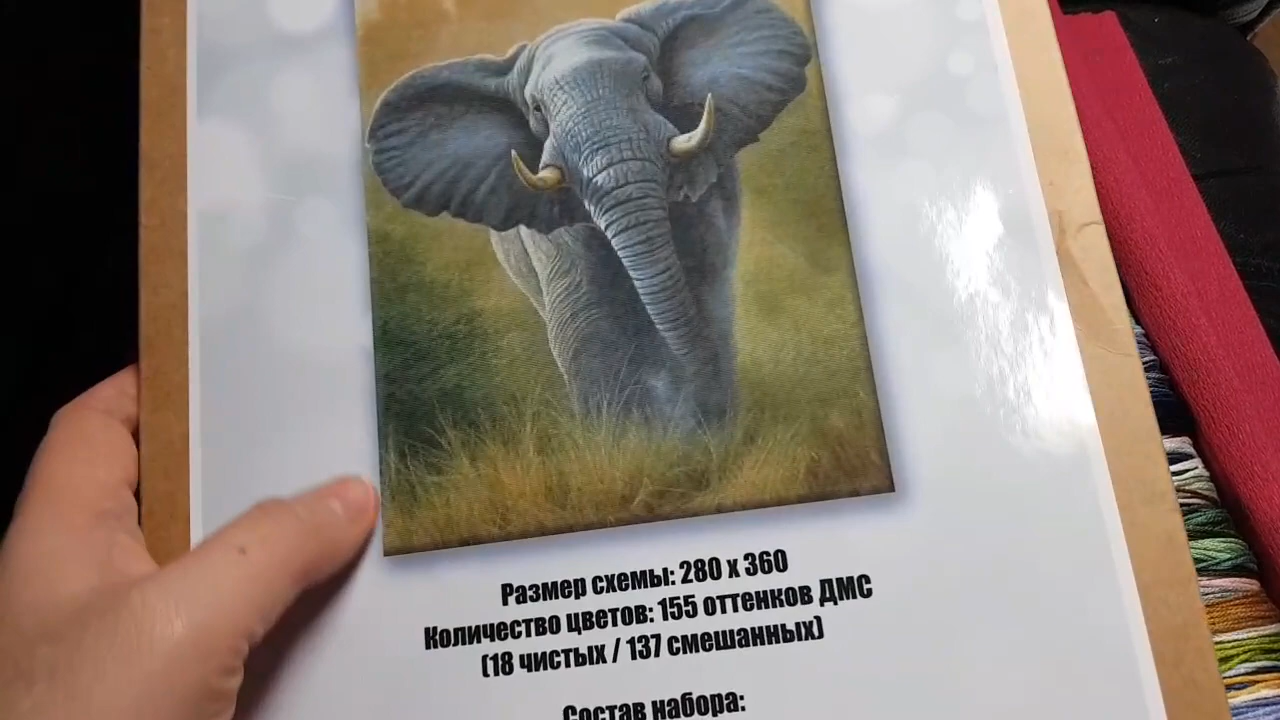 Размер схемы: 280 х 360
Количество цветов: 155 оттенков ДМС
(18 чистых / 137 смешанных)
Состав набора: